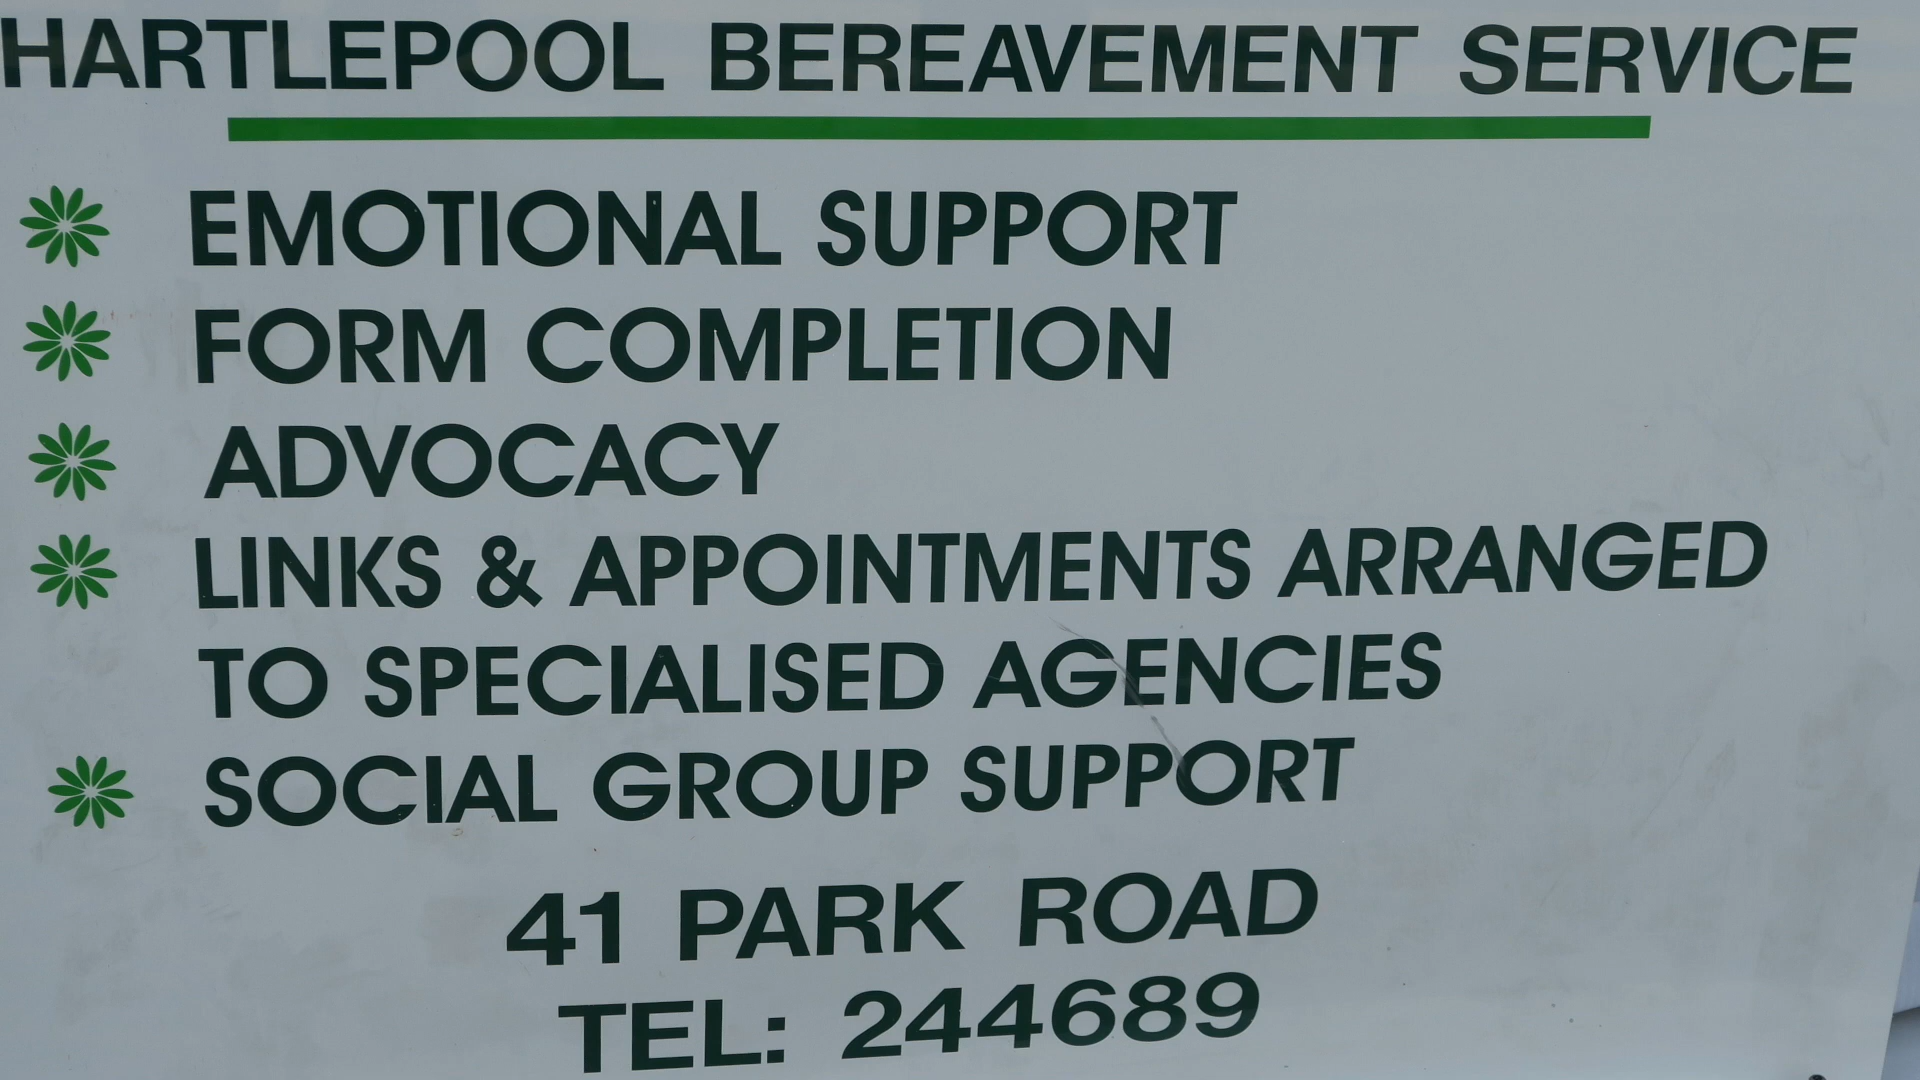 HARTLEPOOL BEREAVEMENT SERVICE
EMOTIONAL SUPPORT
FORM COMPLETION
ADVOCACY
LINKS & APPOINTMENTS ARRANGED
TO SPECIALISED AGENCIES
SOCIAL GROUP SUPPORT
41 PARK ROAD
TEL: 244689